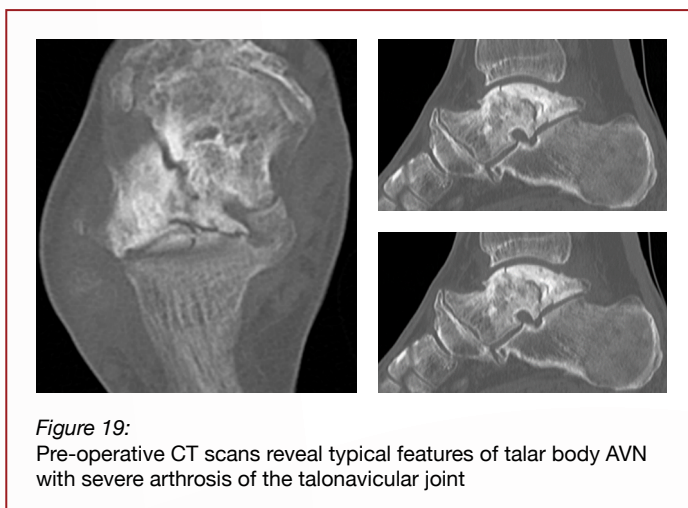 Figure 19:
Pre-operative CT scans reveal typical features of talar body AVN
with severe arthrosis of the talonavicular joint